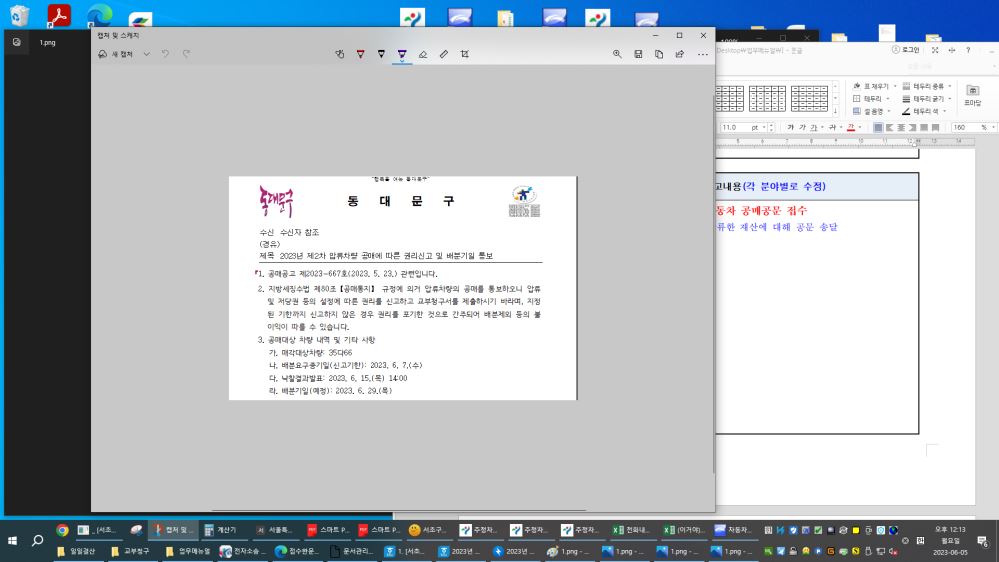 1.png
캡처 및 스케치
새 캡처
Desktop\업무메뉴얼\] - 한글
로그인
표 채우기
테두리 종류
테두리
테두리 굵기
셀 음영
테두리 색
표마당
11.0 pt
가 가 가 가 가
160 %
8 9 10 11 12 13 14
고내용(각 분야별로 수정)
동차 공매공문 접수
류한 재산에 대해 공문 송달
동대문구
동 대 문 구
수신 수신자 참조
(경유)
제목 2023년 제2차 압류차량 공매에 따른 권리신고 및 배분기일 통보
1. 공매공고 제2023-667호(2023. 5. 23.) 관련입니다.
2. 지방세징수법 제80조【공매통지】 규정에 의거 압류차량의 공매를 통보하오니 압류
및 저당권 등의 설정에 따른 권리를 신고하고 교부청구서를 제출하시기 바라며, 지정
된 기한까지 신고하지 않은 경우 권리를 포기한 것으로 간주되어 배분제외 등의 불
이익이 따를 수 있습니다.
3. 공매대상 차량 내역 및 기타 사항
가. 매각대상차량: 35다66
나. 배분요구종기일(신고기한): 2023. 6. 7.(수)
다. 낙찰결과발표: 2023. 6. 15.(목) 14:00
라. 배분기일(예정): 2023. 6. 29.(목)
(서초...
캡처 및 ...
계산기
서울특...
스마트 P...
스마트 P...
서초구...
주정차...
주정차...
주정차...
전화내...
(이거야)...
자동차...
오후 12:13
일일결산
교부청구
업무메뉴얼
전자소송 ...
접수한문...
문서관리...
1. [서초...
2023년 ...
2023년 ...
1.png - ...
1.png - ...
1.png - ...
1.png - ...
월요일
2023-06-05